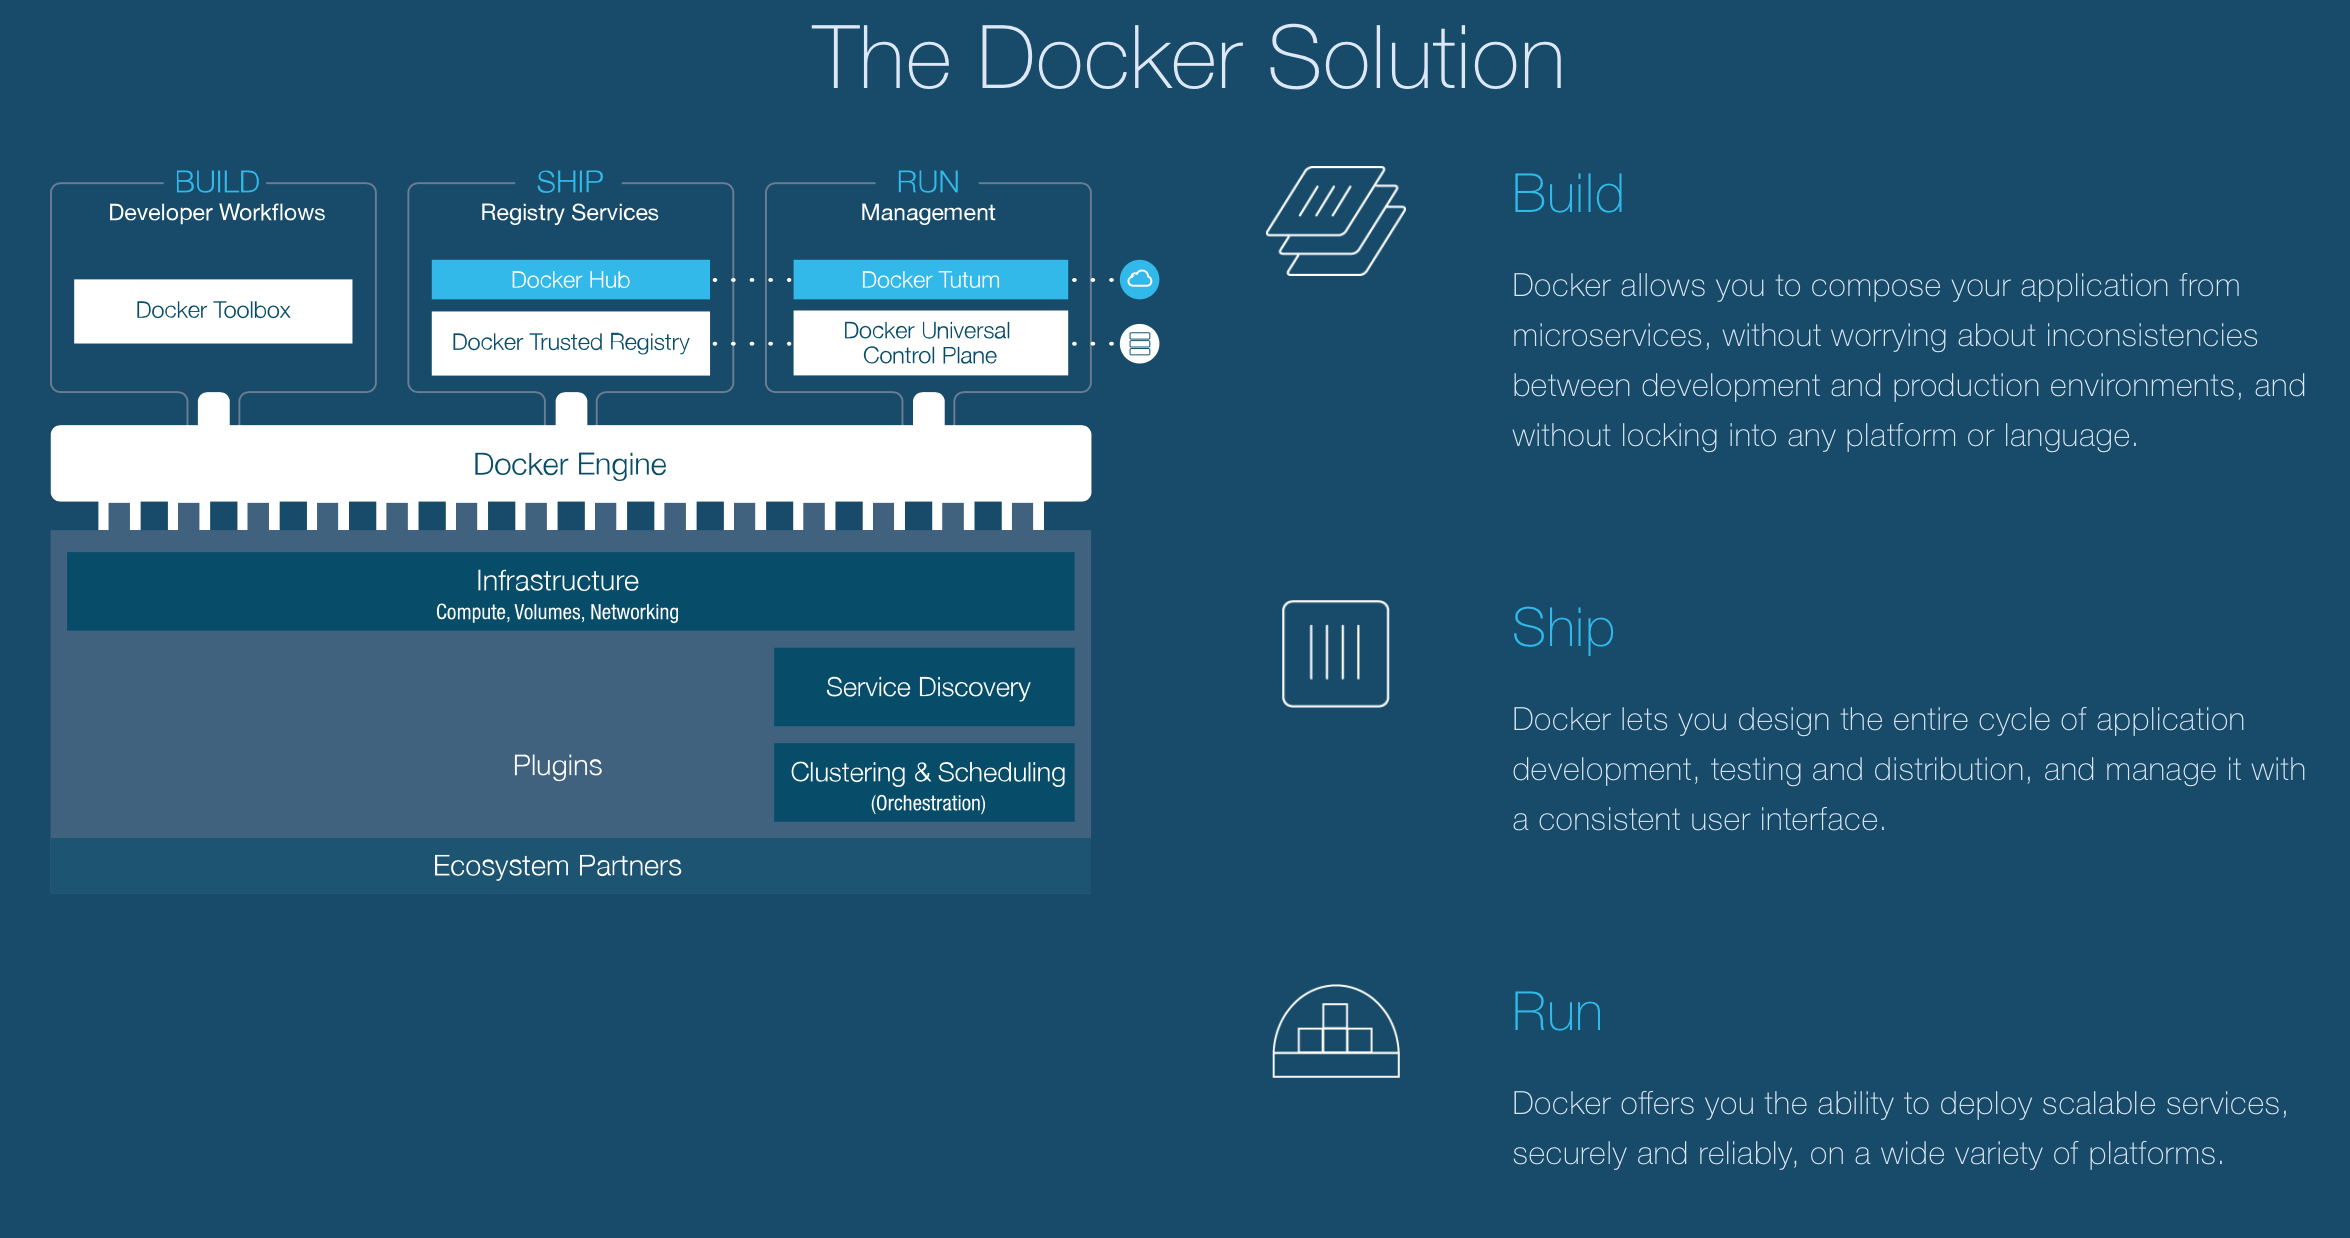 The Docker Solution
BUILD
Developer Workflows
Docker Toolbox
SHIP
Registry Services
Docker Hub
Docker Trusted Registry
RUN
Management
Docker Tutum
Docker Universal
Control Plane
Docker Engine
Infrastructure
Compute, Volumes, Networking
Service Discovery
Plugins
Clustering & Scheduling
(Orchestration)
Ecosystem Partners
Build
Docker allows you to compose your application from
microservices, without worrying about inconsistencies
between development and production environments, and
without locking into any platform or language.
Ship
Docker lets you design the entire cycle of application
development, testing and distribution, and manage it with
a consistent user interface.
Run
Docker offers you the ability to deploy scalable services,
securely and reliably, on a wide variety of platforms.